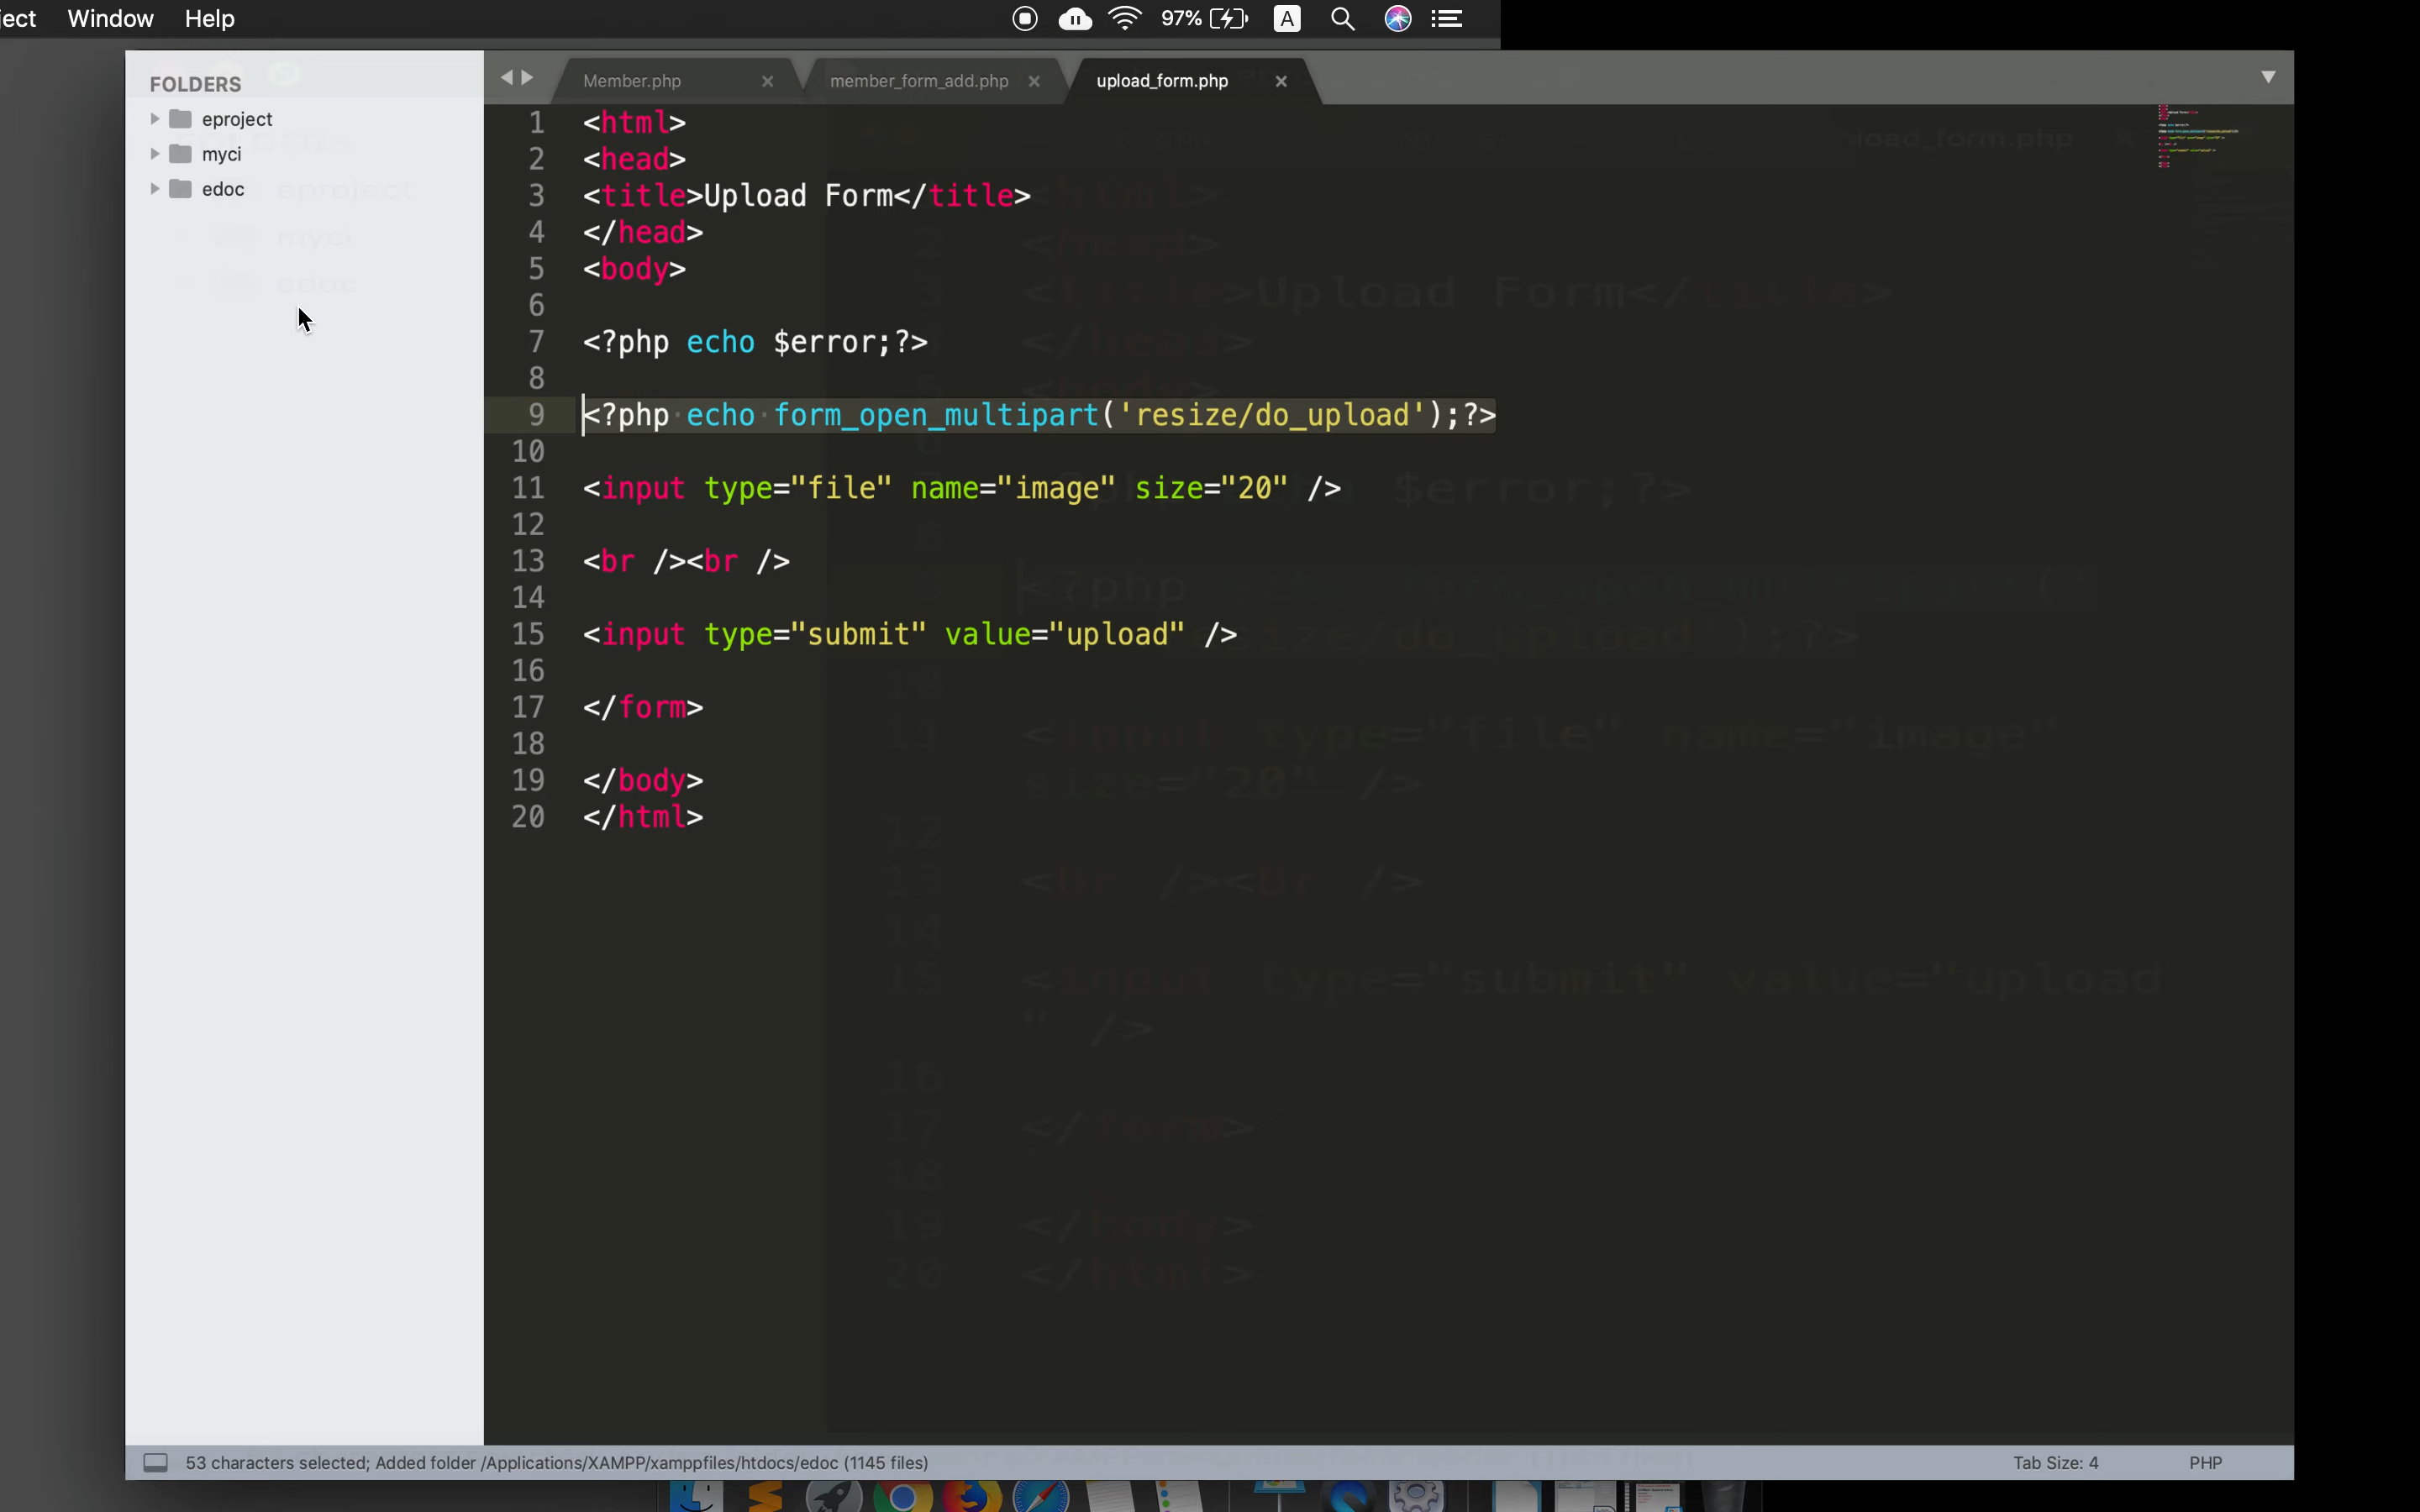 ject Window Help 97% A
FOLDERS
eproject
myci
edoc
Member.php member_form_add.php upload_form.php
1 <html>
2 <head>
3 <title>Upload Form</title>
4 </head>
5 <body>
6
7 <?php echo $error;?>
8
9 <?php echo form_open_multipart('resize/do_upload');?>
10
11 <input type="file" name="image" size="20" />
12
13 <br /><br />
14
15 <input type="submit" value="upload" />
16
17 </form>
18
19 </body>
20 </html>
53 characters selected; Added folder /Applications/XAMPP/xamppfiles/htdocs/edoc (1145 files) Tab Size: 4 PHP